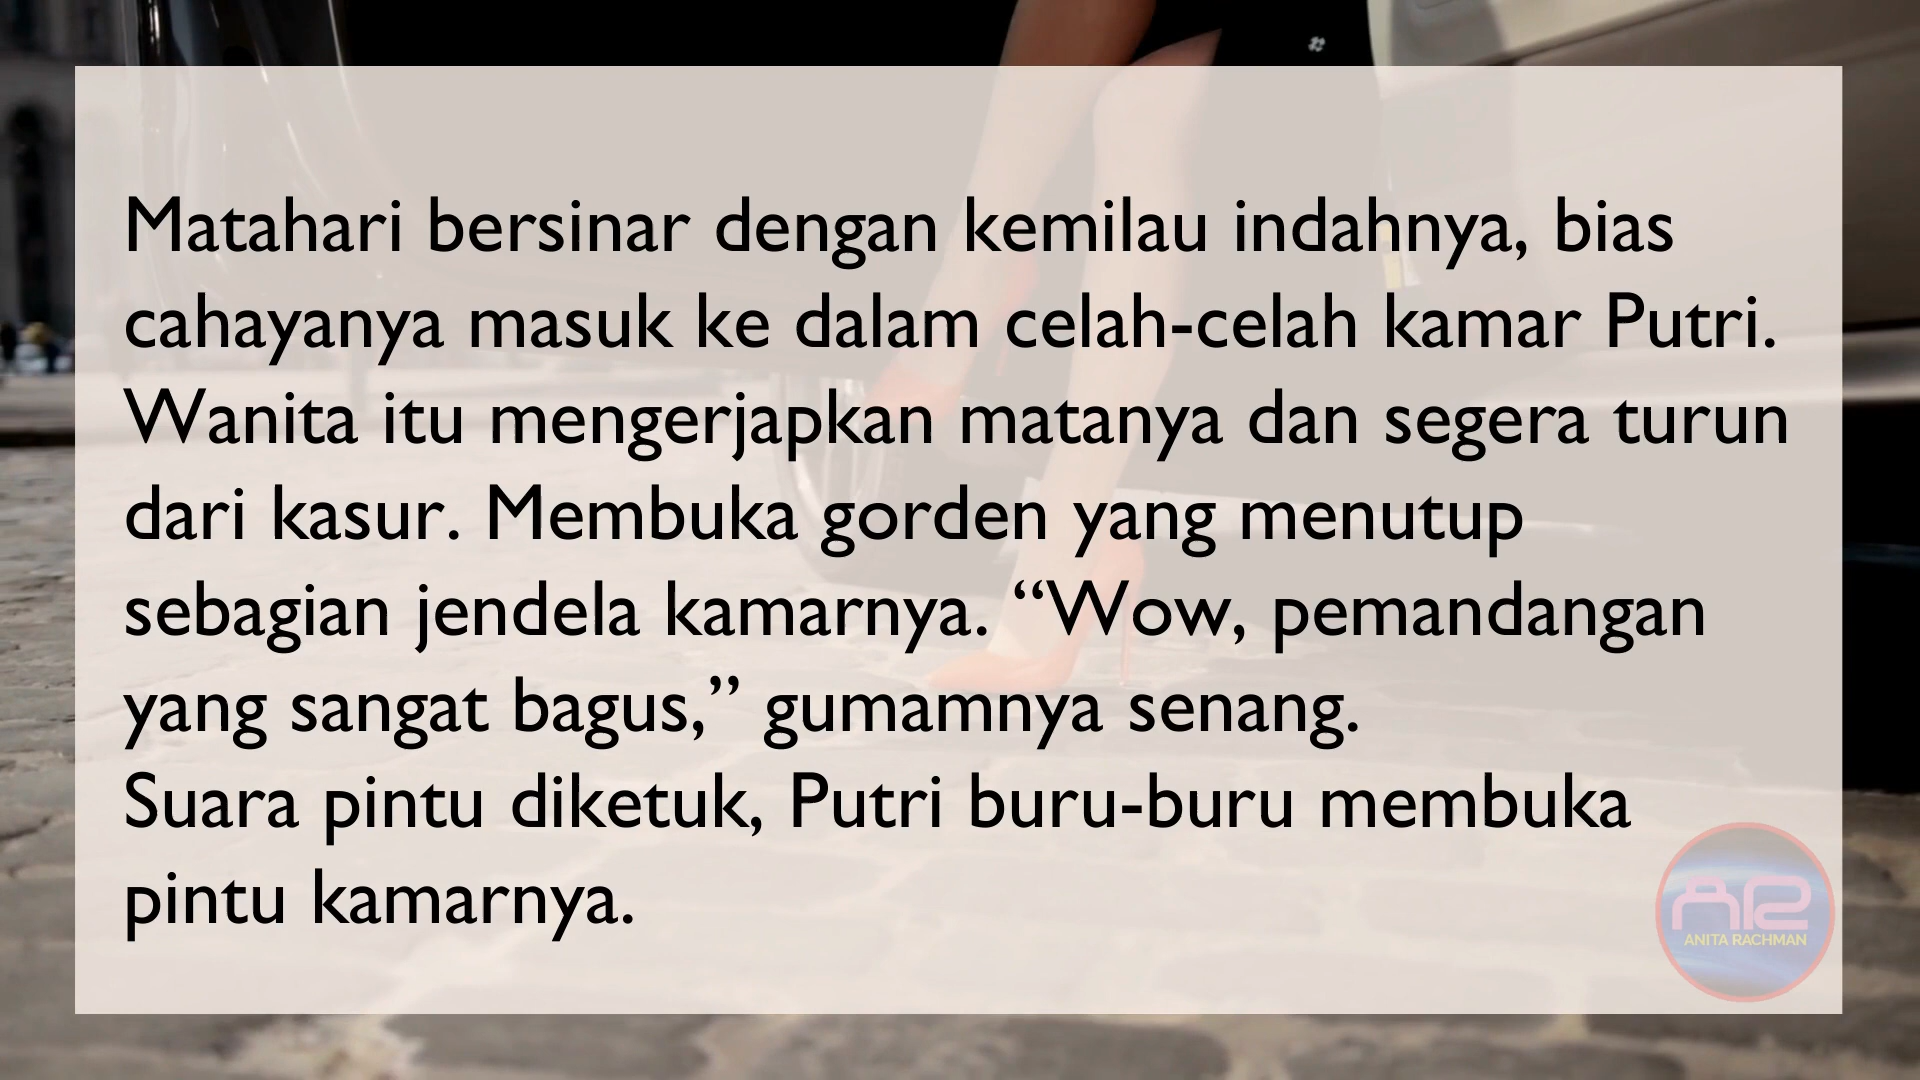 Matahari bersinar dengan kemilau indahnya, bias
cahayanya masuk ke dalam celah-celah kamar Putri.
Wanita itu mengerjapkan matanya dan segera turun
dari kasur. Membuka gorden yang menutup
sebagian jendela kamarnya. “Wow, pemandangan
yang sangat bagus,” gumamnya senang.
Suara pintu diketuk, Putri buru-buru membuka
pintu kamarnya.
AR
ANITA RACHMAN